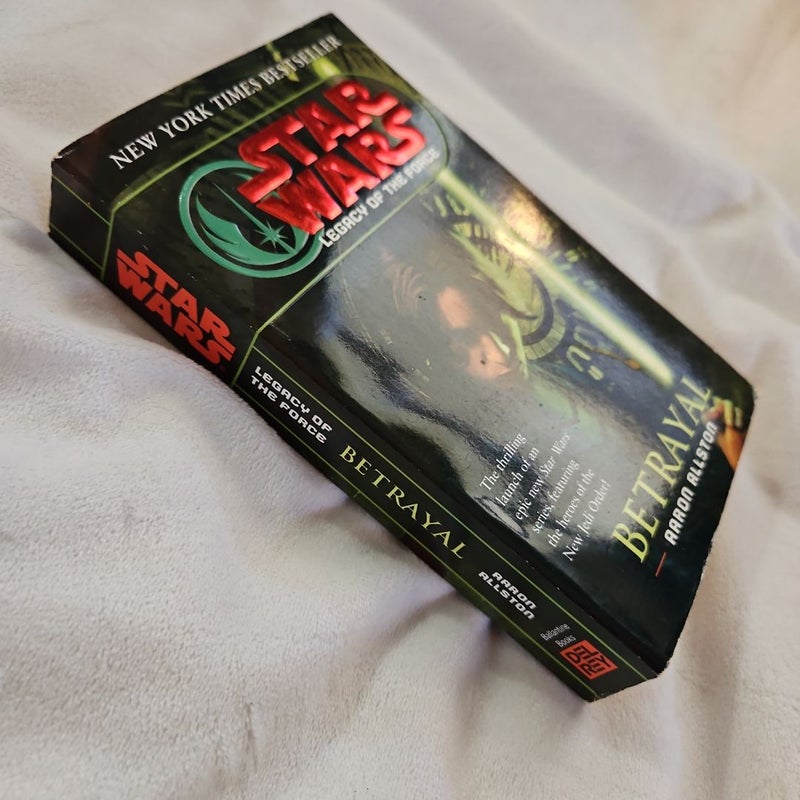 NEW YORK TIMES BESTSELLER
STAR
WARS
LEGACY OF THE FORCE
The thrilling
launch of an
epic new Star Wars
series, featuring
the heroes of the
New Jedi Order!
BETRAYAL
AARON ALLSTON
STAR
WARS
LEGACY OF
THE FORCE
BETRAYAL
AARON
ALLSTON
Ballantine
Books
DEL
REY